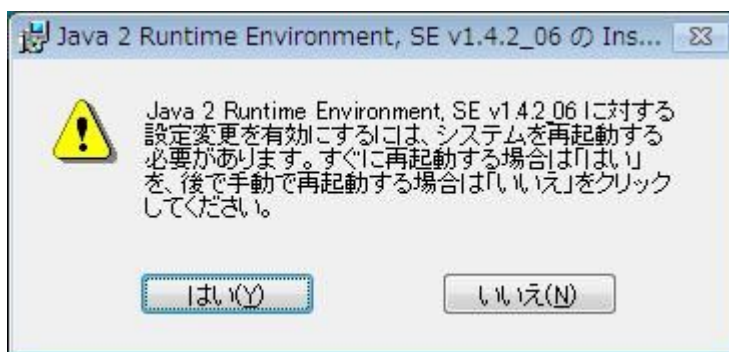 Java 2 Runtime Environment, SE v1.4.2_06 の Ins...
Java 2 Runtime Environment, SE v1.4.2_06 に対する
設定変更を有効にするには、システムを再起動する
必要があります。すぐに再起動する場合は「はい」
を、後で手動で再起動する場合は「いいえ」をクリック
してください。
はい(Y)
いいえ(N)